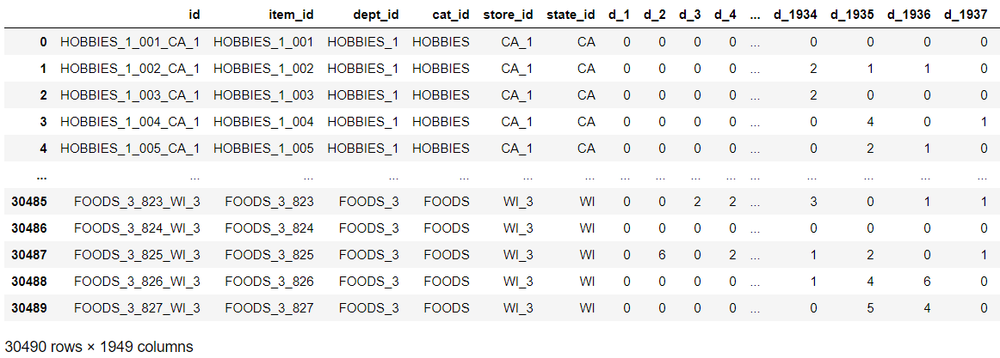 id item_id dept_id cat_id store_id state_id d_1 d_2 d_3 d_4 ... d_1934 d_1935 d_1936 d_1937
0 HOBBIES_1_001_CA_1 HOBBIES_1_001 HOBBIES_1 HOBBIES CA_1 CA 0 0 0 0 ... 0 0 0 0
1 HOBBIES_1_002_CA_1 HOBBIES_1_002 HOBBIES_1 HOBBIES CA_1 CA 0 0 0 0 ... 2 1 1 0
2 HOBBIES_1_003_CA_1 HOBBIES_1_003 HOBBIES_1 HOBBIES CA_1 CA 0 0 0 0 ... 2 0 0 0
3 HOBBIES_1_004_CA_1 HOBBIES_1_004 HOBBIES_1 HOBBIES CA_1 CA 0 0 0 0 ... 0 4 0 1
4 HOBBIES_1_005_CA_1 HOBBIES_1_005 HOBBIES_1 HOBBIES CA_1 CA 0 0 0 0 ... 0 2 1 0
... ... ... ... ... ... ... ... ... ... ... ... ... ... ... ...
30485 FOODS_3_823_WI_3 FOODS_3_823 FOODS_3 FOODS WI_3 WI 0 0 2 2 ... 3 0 1 1
30486 FOODS_3_824_WI_3 FOODS_3_824 FOODS_3 FOODS WI_3 WI 0 0 0 0 ... 0 0 0 0
30487 FOODS_3_825_WI_3 FOODS_3_825 FOODS_3 FOODS WI_3 WI 0 6 0 2 ... 1 2 0 1
30488 FOODS_3_826_WI_3 FOODS_3_826 FOODS_3 FOODS WI_3 WI 0 0 0 0 ... 1 4 6 0
30489 FOODS_3_827_WI_3 FOODS_3_827 FOODS_3 FOODS WI_3 WI 0 0 0 0 ... 0 5 4 0
30490 rows × 1949 columns